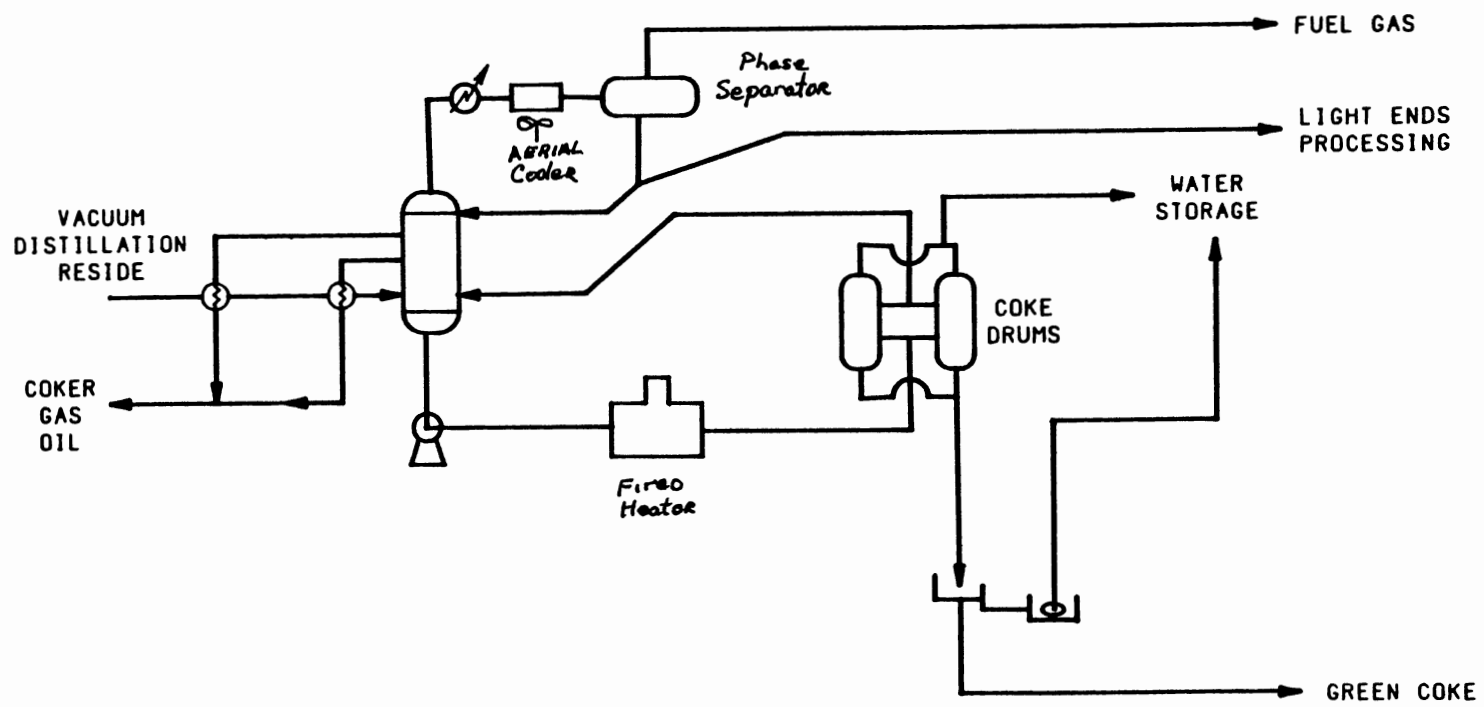 FUEL GAS
Phase
Separator
LIGHT ENDS
PROCESSING
AERIAL
Cooler
WATER
STORAGE
VACUUM
DISTILLATION
RESIDE
COKE
DRUMS
COKER
GAS
OIL
Fired
Heator
GREEN COKE